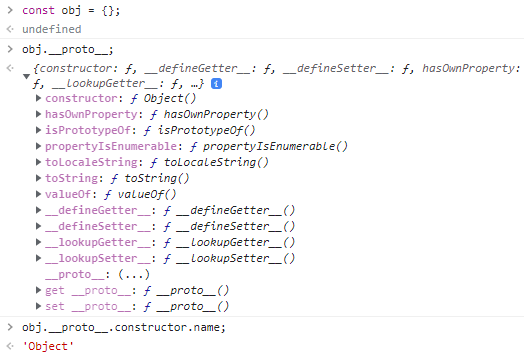 > const obj = {};
< undefined
> obj.__proto__;
< ▼ {constructor: ƒ, __defineGetter__: ƒ, __defineSetter__: ƒ, hasOwnProperty:
ƒ, __lookupGetter__: ƒ, …} i
▶ constructor: ƒ Object()
▶ hasOwnProperty: ƒ hasOwnProperty()
▶ isPrototypeOf: ƒ isPrototypeOf()
▶ propertyIsEnumerable: ƒ propertyIsEnumerable()
▶ toLocaleString: ƒ toLocaleString()
▶ toString: ƒ toString()
▶ valueOf: ƒ valueOf()
▶ __defineGetter__: ƒ __defineGetter__()
▶ __defineSetter__: ƒ __defineSetter__()
▶ __lookupGetter__: ƒ __lookupGetter__()
▶ __lookupSetter__: ƒ __lookupSetter__()
__proto__: (...)
▶ get __proto__: ƒ __proto__()
▶ set __proto__: ƒ __proto__()
> obj.__proto__.constructor.name;
< 'Object'